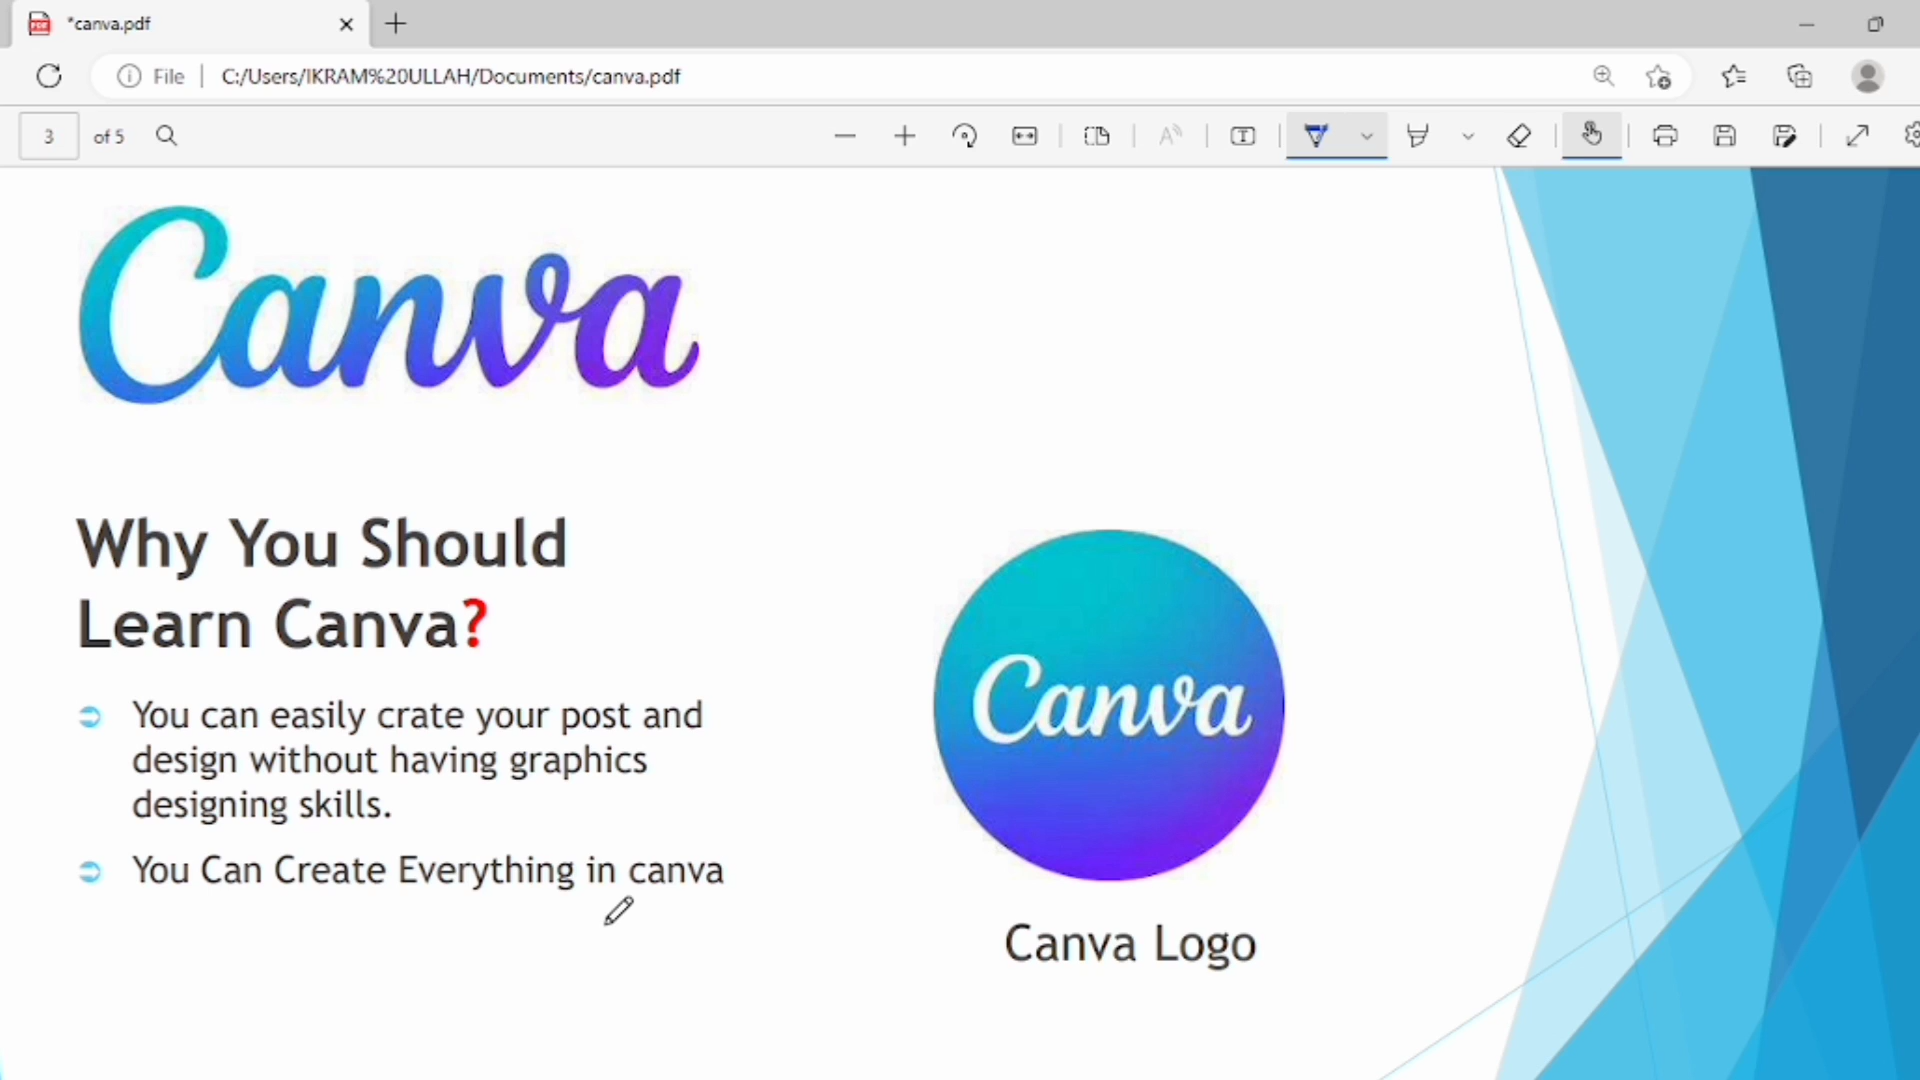 *canva.pdf
File
C:/Users/IKRAM%20ULLAH/Documents/canva.pdf
3 of 5
Canva
Why You Should
Learn Canva?
You can easily crate your post and
design without having graphics
designing skills.
You Can Create Everything in canva
Canva
Canva Logo